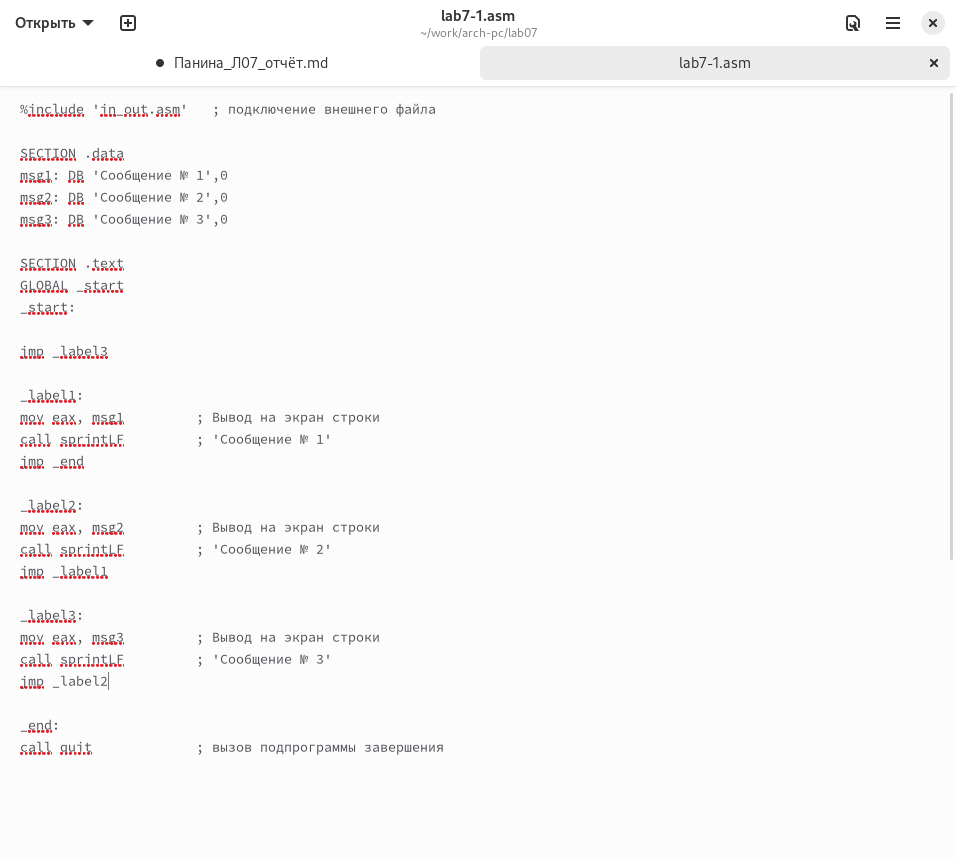 Открыть
lab7-1.asm
~/work/arch-pc/lab07
Панина_Л07_отчёт.md
lab7-1.asm
%include 'in_out.asm'   ; подключение внешнего файла
SECTION .data
msg1: DB 'Сообщение № 1',0
msg2: DB 'Сообщение № 2',0
msg3: DB 'Сообщение № 3',0
SECTION .text
GLOBAL _start
_start:
jmp _label3
_label1:
mov eax, msg1         ; Вывод на экран строки
call sprintLF         ; 'Сообщение № 1'
jmp _end
_label2:
mov eax, msg2         ; Вывод на экран строки
call sprintLF         ; 'Сообщение № 2'
jmp _label1
_label3:
mov eax, msg3         ; Вывод на экран строки
call sprintLF         ; 'Сообщение № 3'
jmp _label2
_end:
call quit             ; вызов подпрограммы завершения